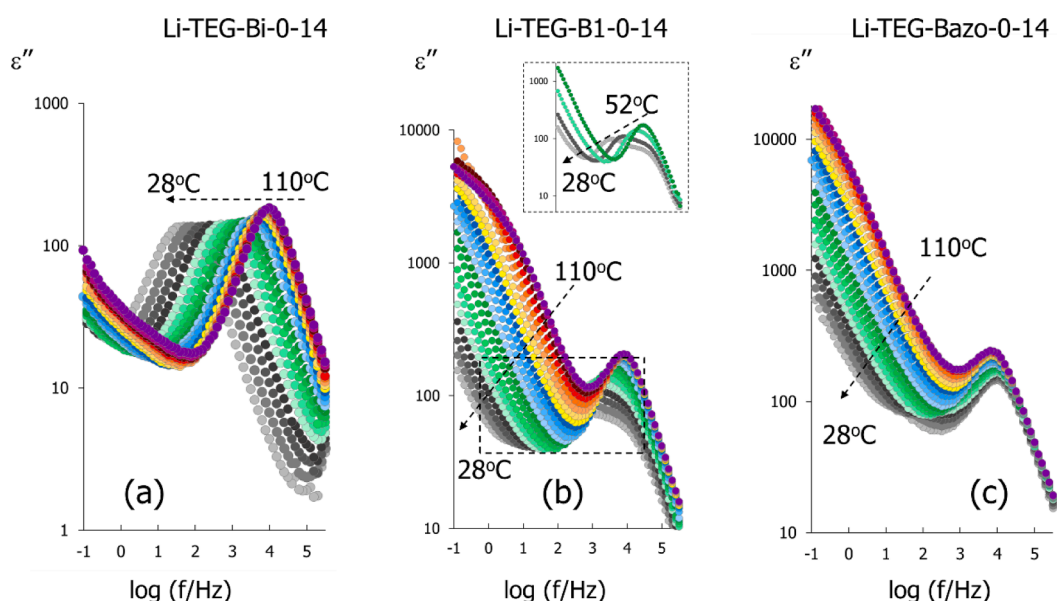 Li-TEG-Bi-0-14
ε″
1000
100
10
1
28°C
110°C
(a)
-1 0 1 2 3 4 5
log (f/Hz)
Li-TEG-B1-0-14
ε″
10000
1000
100
10
1000
100
10
52°C
28°C
110°C
28°C
(b)
-1 0 1 2 3 4 5
log (f/Hz)
Li-TEG-Bazo-0-14
ε″
10000
1000
100
10
110°C
28°C
(c)
-1 0 1 2 3 4 5
log (f/Hz)